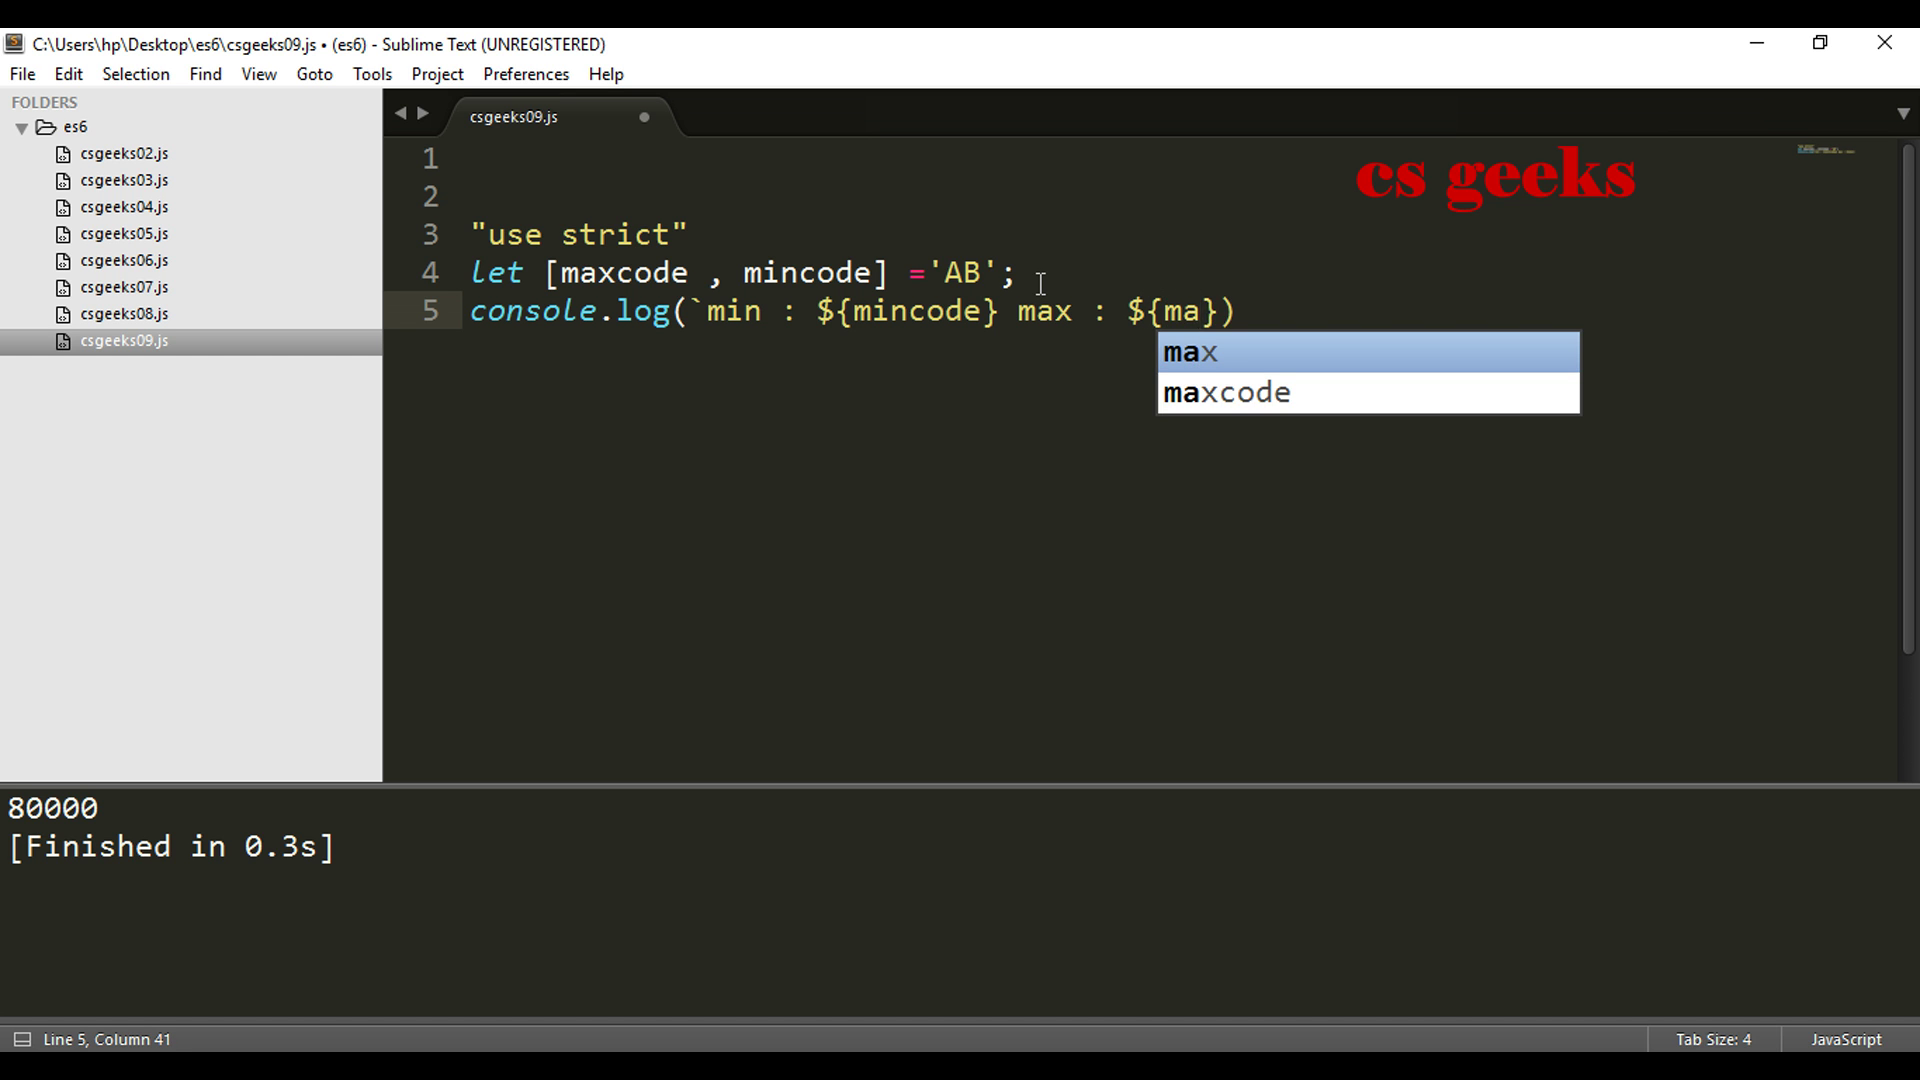 C:\Users\hp\Desktop\es6\csgeeks09.js • (es6) - Sublime Text (UNREGISTERED)
File Edit Selection Find View Goto Tools Project Preferences Help
FOLDERS
es6
csgeeks02.js
csgeeks03.js
csgeeks04.js
csgeeks05.js
csgeeks06.js
csgeeks07.js
csgeeks08.js
csgeeks09.js
csgeeks09.js
cs geeks
1
2
3 "use strict"
4 let [maxcode , mincode] ='AB';
5 console.log(`min : ${mincode} max : ${ma})
max
maxcode
80000
[Finished in 0.3s]
Line 5, Column 41
Tab Size: 4
JavaScript